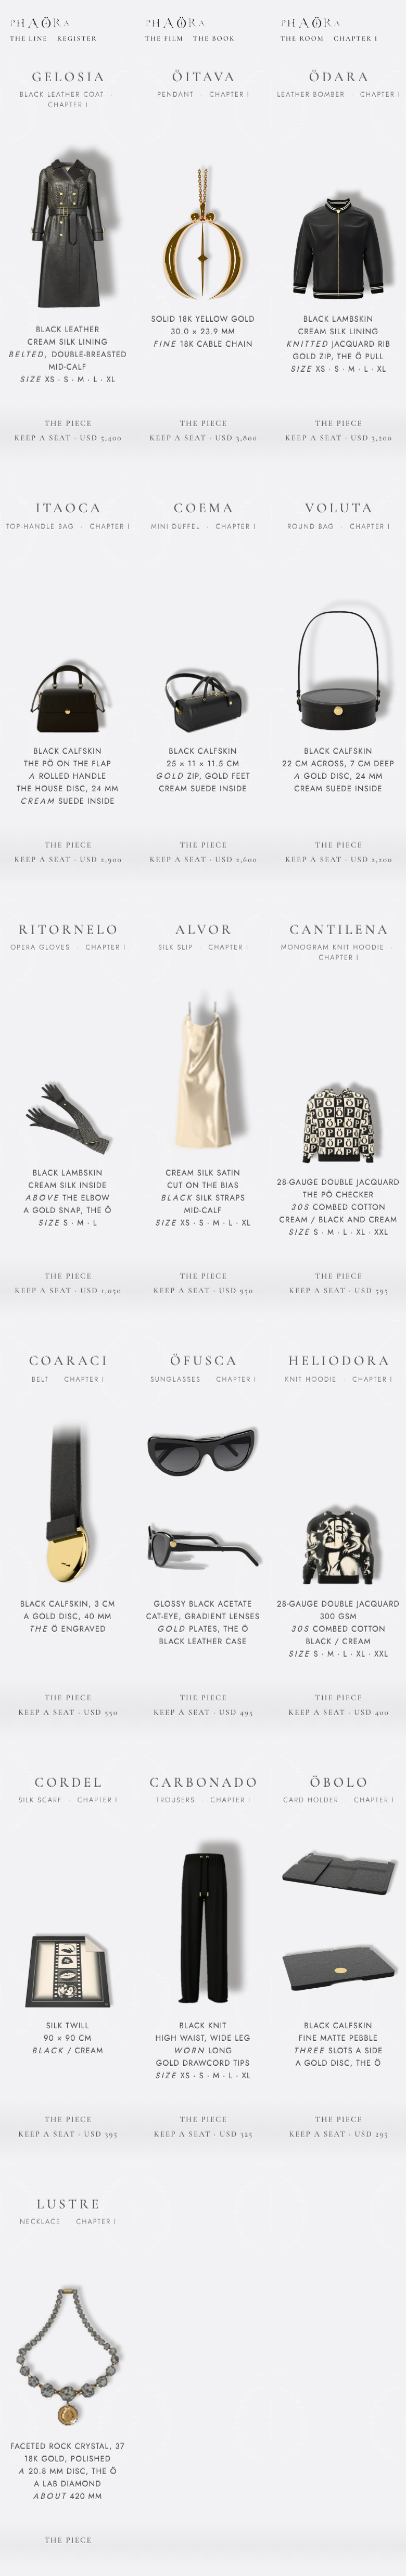 PHAÖRA
PHAÖRA
PHAÖRA
THE LINE REGISTER
THE FILM THE BOOK
THE ROOM CHAPTER I
GELOSIA
BLACK LEATHER COAT ·
CHAPTER I
BLACK LEATHER
CREAM SILK LINING
BELTED, DOUBLE-BREASTED
MID-CALF
SIZE XS · S · M · L · XL
THE PIECE
KEEP A SEAT · USD 5,400
ÖITAVA
PENDANT · CHAPTER I
SOLID 18K YELLOW GOLD
30.0 × 23.9 MM
FINE 18K CABLE CHAIN
THE PIECE
KEEP A SEAT · USD 3,800
ÖDARA
LEATHER BOMBER · CHAPTER I
BLACK LAMBSKIN
CREAM SILK LINING
KNITTED JACQUARD RIB
GOLD ZIP, THE Ö PULL
SIZE XS · S · M · L · XL
THE PIECE
KEEP A SEAT · USD 3,200
ITAOCA
TOP-HANDLE BAG · CHAPTER I
BLACK CALFSKIN
THE PÖ ON THE FLAP
A ROLLED HANDLE
THE HOUSE DISC, 24 MM
CREAM SUEDE INSIDE
THE PIECE
KEEP A SEAT · USD 2,900
COEMA
MINI DUFFEL · CHAPTER I
BLACK CALFSKIN
25 × 11 × 11.5 CM
GOLD ZIP, GOLD FEET
CREAM SUEDE INSIDE
THE PIECE
KEEP A SEAT · USD 2,600
VOLUTA
ROUND BAG · CHAPTER I
BLACK CALFSKIN
22 CM ACROSS, 7 CM DEEP
A GOLD DISC, 24 MM
CREAM SUEDE INSIDE
THE PIECE
KEEP A SEAT · USD 2,200
RITORNELO
OPERA GLOVES · CHAPTER I
BLACK LAMBSKIN
CREAM SILK INSIDE
ABOVE THE ELBOW
A GOLD SNAP, THE Ö
SIZE S · M · L
THE PIECE
KEEP A SEAT · USD 1,050
ALVOR
SILK SLIP · CHAPTER I
CREAM SILK SATIN
CUT ON THE BIAS
BLACK SILK STRAPS
MID-CALF
SIZE XS · S · M · L · XL
THE PIECE
KEEP A SEAT · USD 950
CANTILENA
MONOGRAM KNIT HOODIE ·
CHAPTER I
28-GAUGE DOUBLE JACQUARD
THE PÖ CHECKER
30S COMBED COTTON
CREAM / BLACK AND CREAM
SIZE S · M · L · XL · XXL
THE PIECE
KEEP A SEAT · USD 595
COARACI
BELT · CHAPTER I
BLACK CALFSKIN, 3 CM
A GOLD DISC, 40 MM
THE Ö ENGRAVED
THE PIECE
KEEP A SEAT · USD 550
ÖFUSCA
SUNGLASSES · CHAPTER I
GLOSSY BLACK ACETATE
CAT-EYE, GRADIENT LENSES
GOLD PLATES, THE Ö
BLACK LEATHER CASE
THE PIECE
KEEP A SEAT · USD 495
HELIODORA
KNIT HOODIE · CHAPTER I
28-GAUGE DOUBLE JACQUARD
300 GSM
30S COMBED COTTON
BLACK / CREAM
SIZE S · M · L · XL · XXL
THE PIECE
KEEP A SEAT · USD 400
CORDEL
SILK SCARF · CHAPTER I
SILK TWILL
90 × 90 CM
BLACK / CREAM
THE PIECE
KEEP A SEAT · USD 395
CARBONADO
TROUSERS · CHAPTER I
BLACK KNIT
HIGH WAIST, WIDE LEG
WORN LONG
GOLD DRAWCORD TIPS
SIZE XS · S · M · L · XL
THE PIECE
KEEP A SEAT · USD 325
ÖBOLO
CARD HOLDER · CHAPTER I
BLACK CALFSKIN
FINE MATTE PEBBLE
THREE SLOTS A SIDE
A GOLD DISC, THE Ö
THE PIECE
KEEP A SEAT · USD 295
LUSTRE
NECKLACE · CHAPTER I
FACETED ROCK CRYSTAL, 37
18K GOLD, POLISHED
A 20.8 MM DISC, THE Ö
A LAB DIAMOND
ABOUT 420 MM
THE PIECE